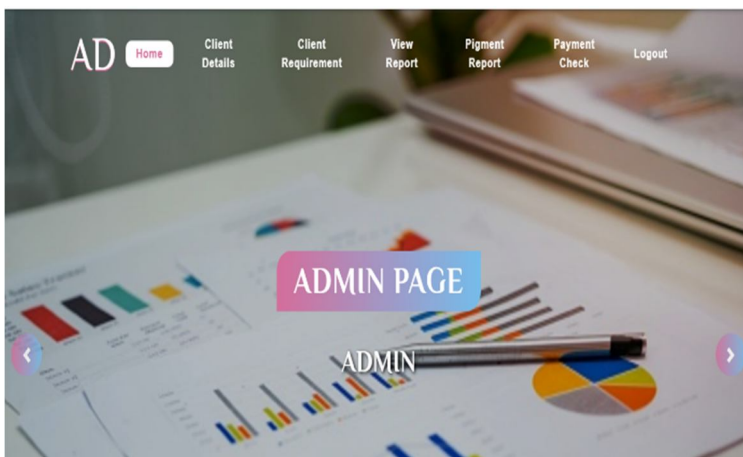 AD
Home
Client
Details
Client
Requirement
View
Report
Pigment
Report
Payment
Check
Logout
ADMIN PAGE
ADMIN